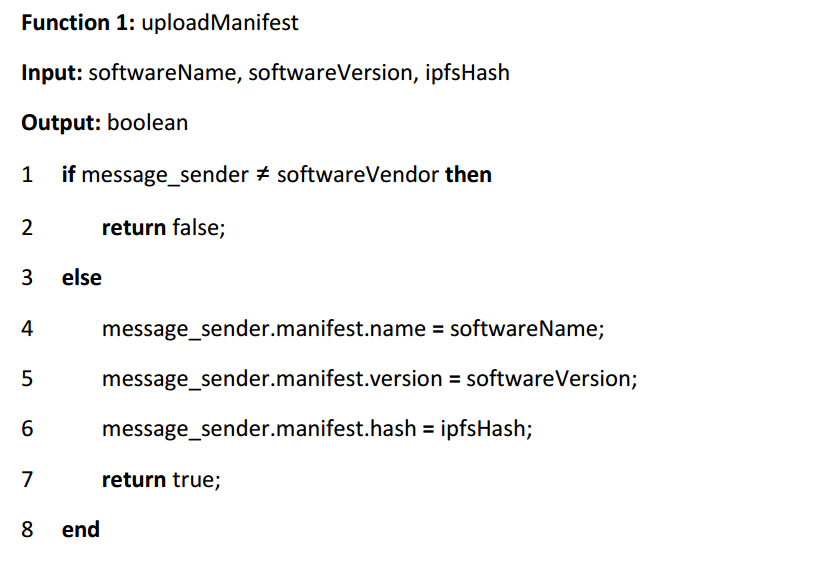 Function 1: uploadManifest
Input: softwareName, softwareVersion, ipfsHash
Output: boolean
1 if message_sender ≠ softwareVendor then
2 return false;
3 else
4 message_sender.manifest.name = softwareName;
5 message_sender.manifest.version = softwareVersion;
6 message_sender.manifest.hash = ipfsHash;
7 return true;
8 end